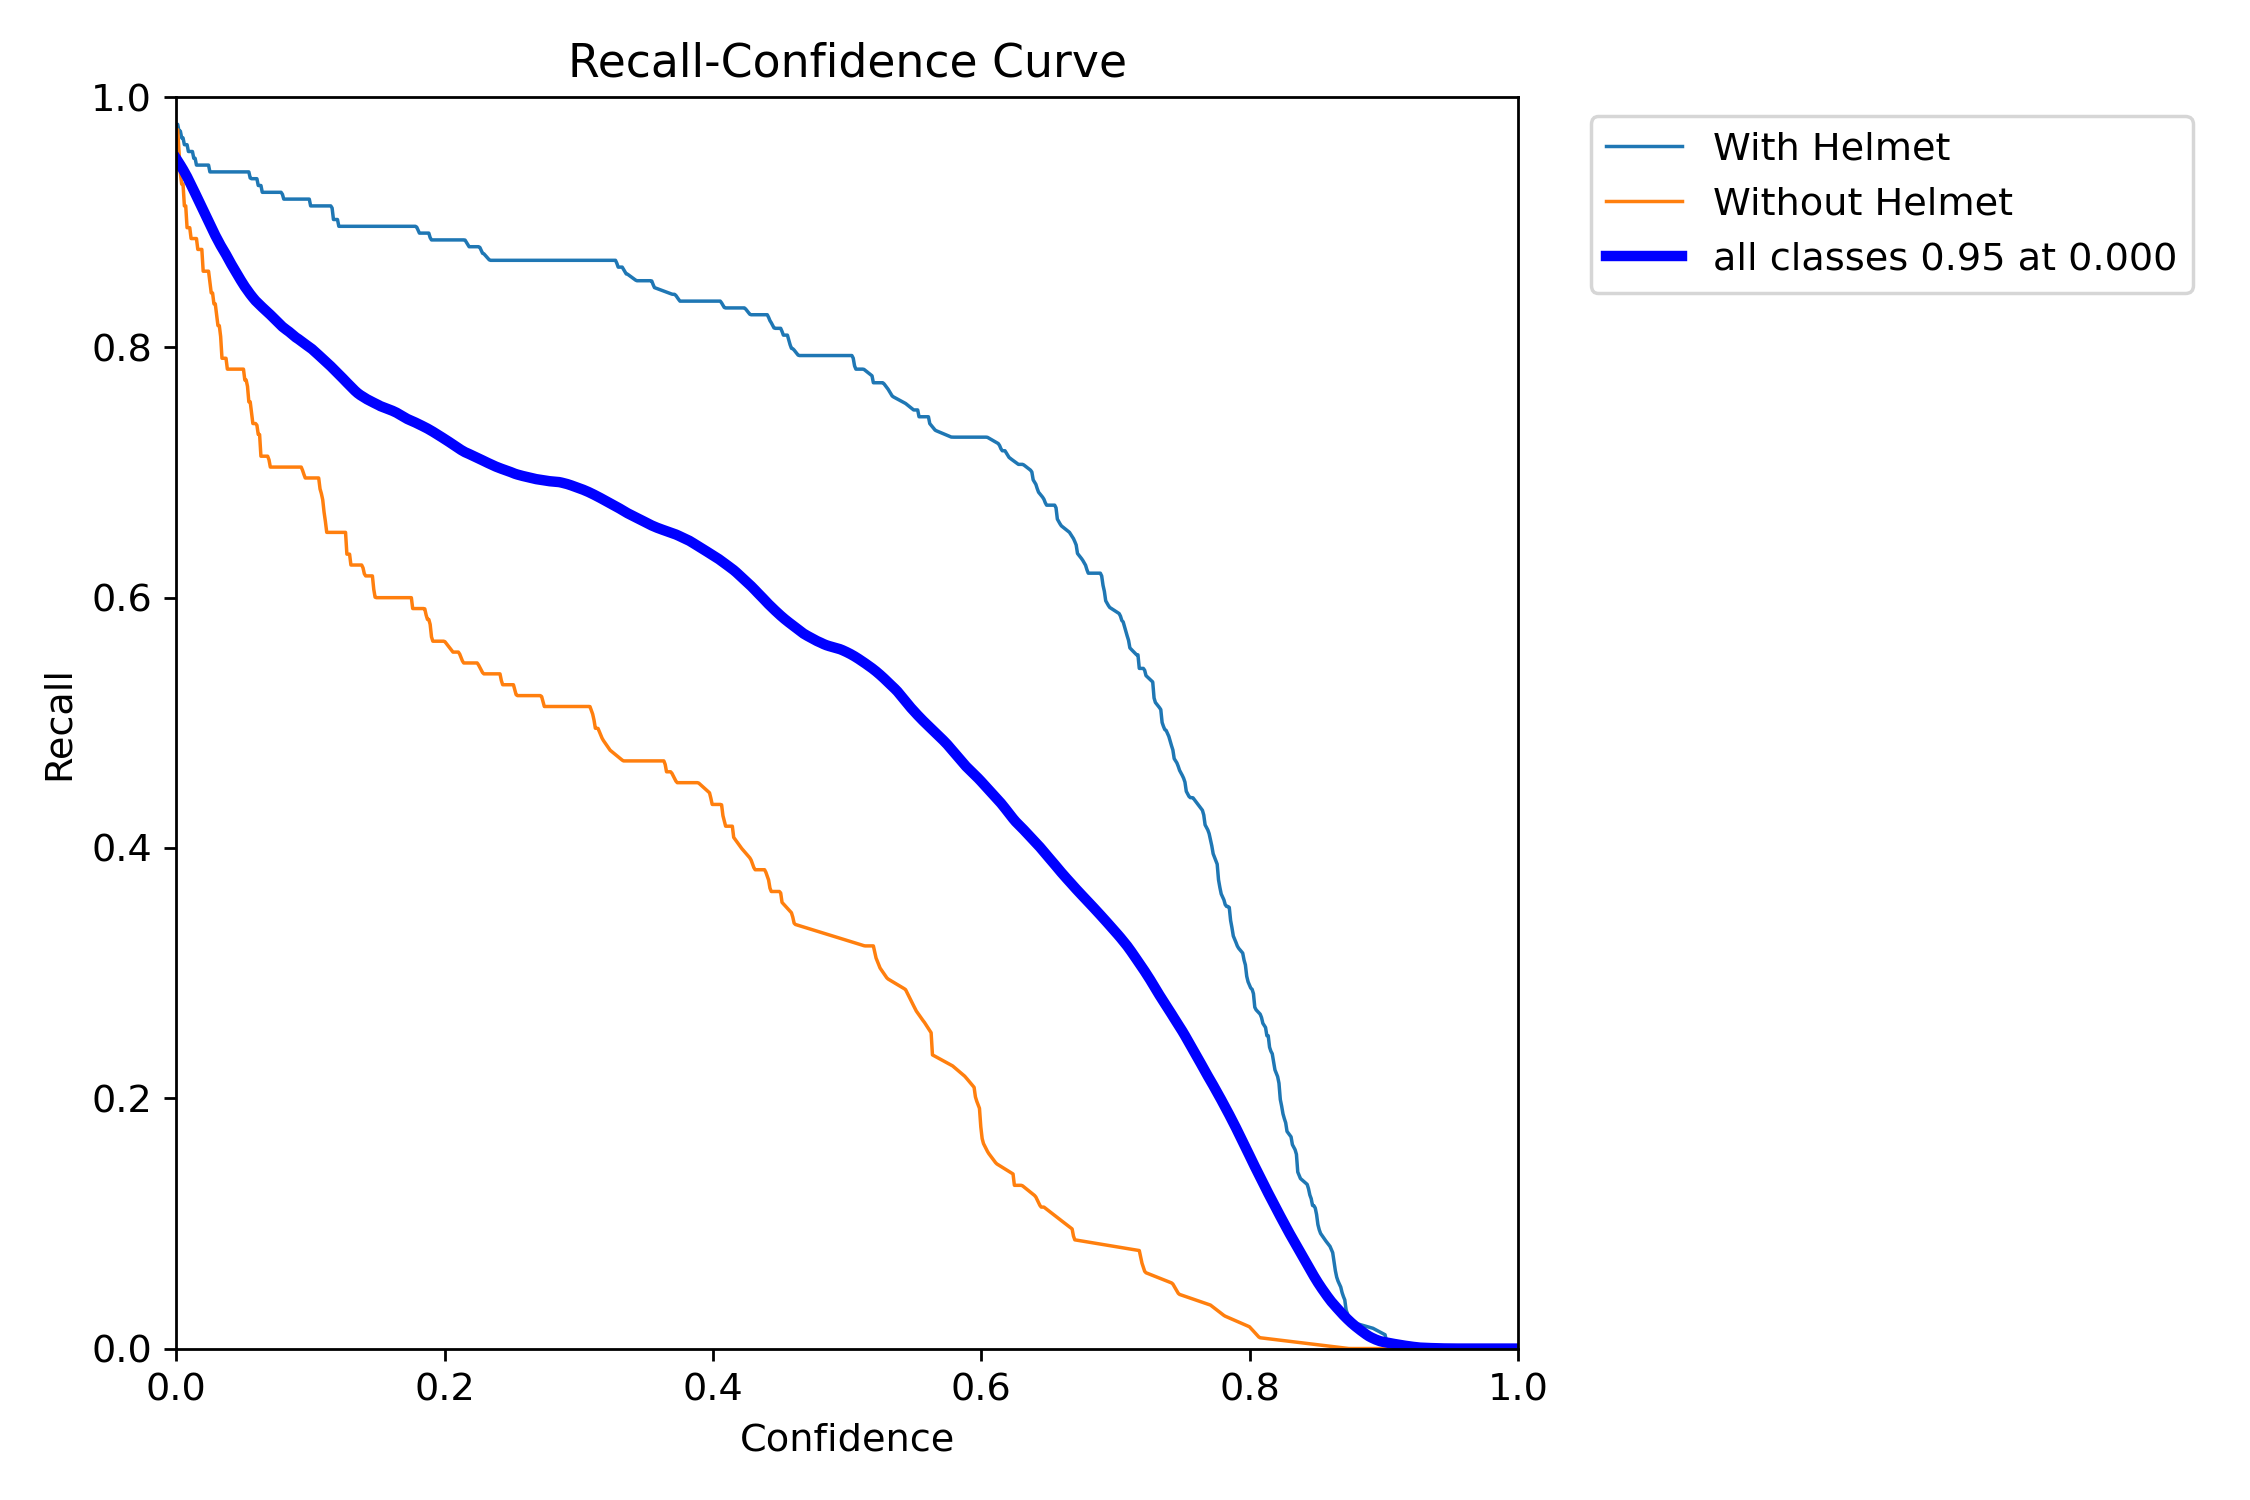 Recall-Confidence Curve
With Helmet
Without Helmet
all classes 0.95 at 0.000
1.0
0.8
0.6
0.4
0.2
0.0
Recall
0.0 0.2 0.4 0.6 0.8 1.0
Confidence